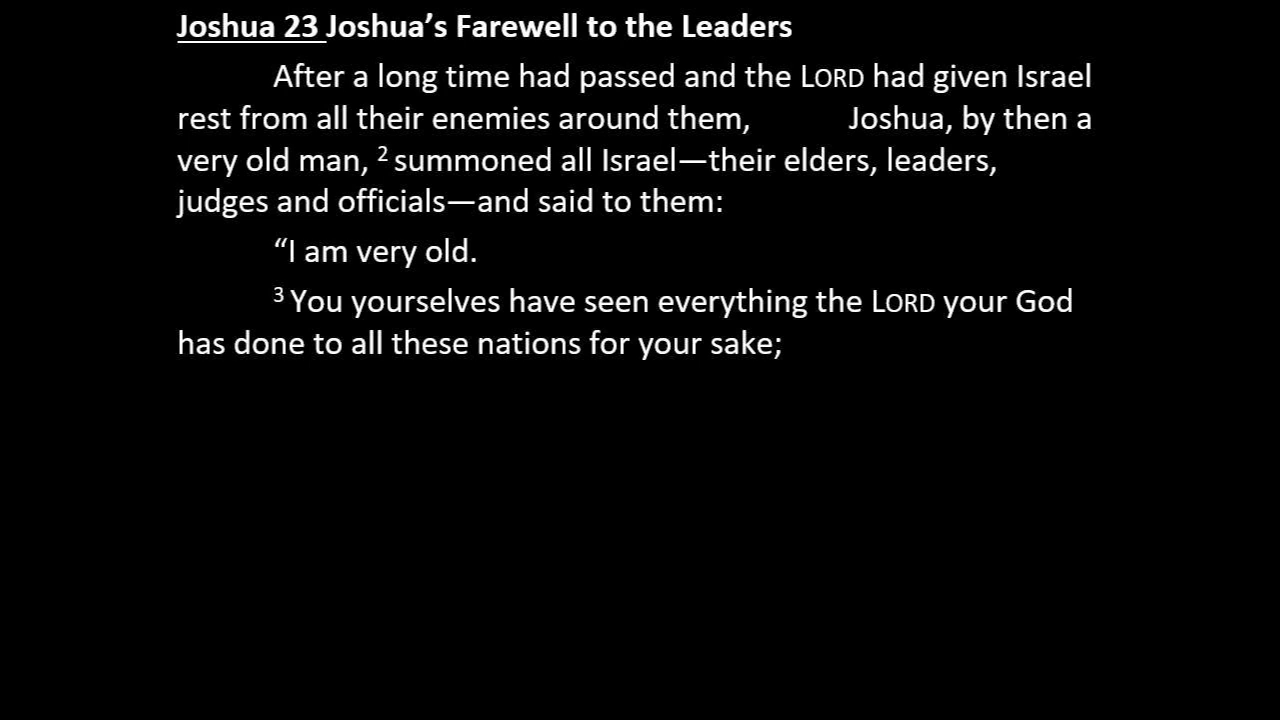 Joshua 23 Joshua’s Farewell to the Leaders
After a long time had passed and the LORD had given Israel
rest from all their enemies around them, Joshua, by then a
very old man, 2 summoned all Israel—their elders, leaders,
judges and officials—and said to them:
“I am very old.
3 You yourselves have seen everything the LORD your God
has done to all these nations for your sake;